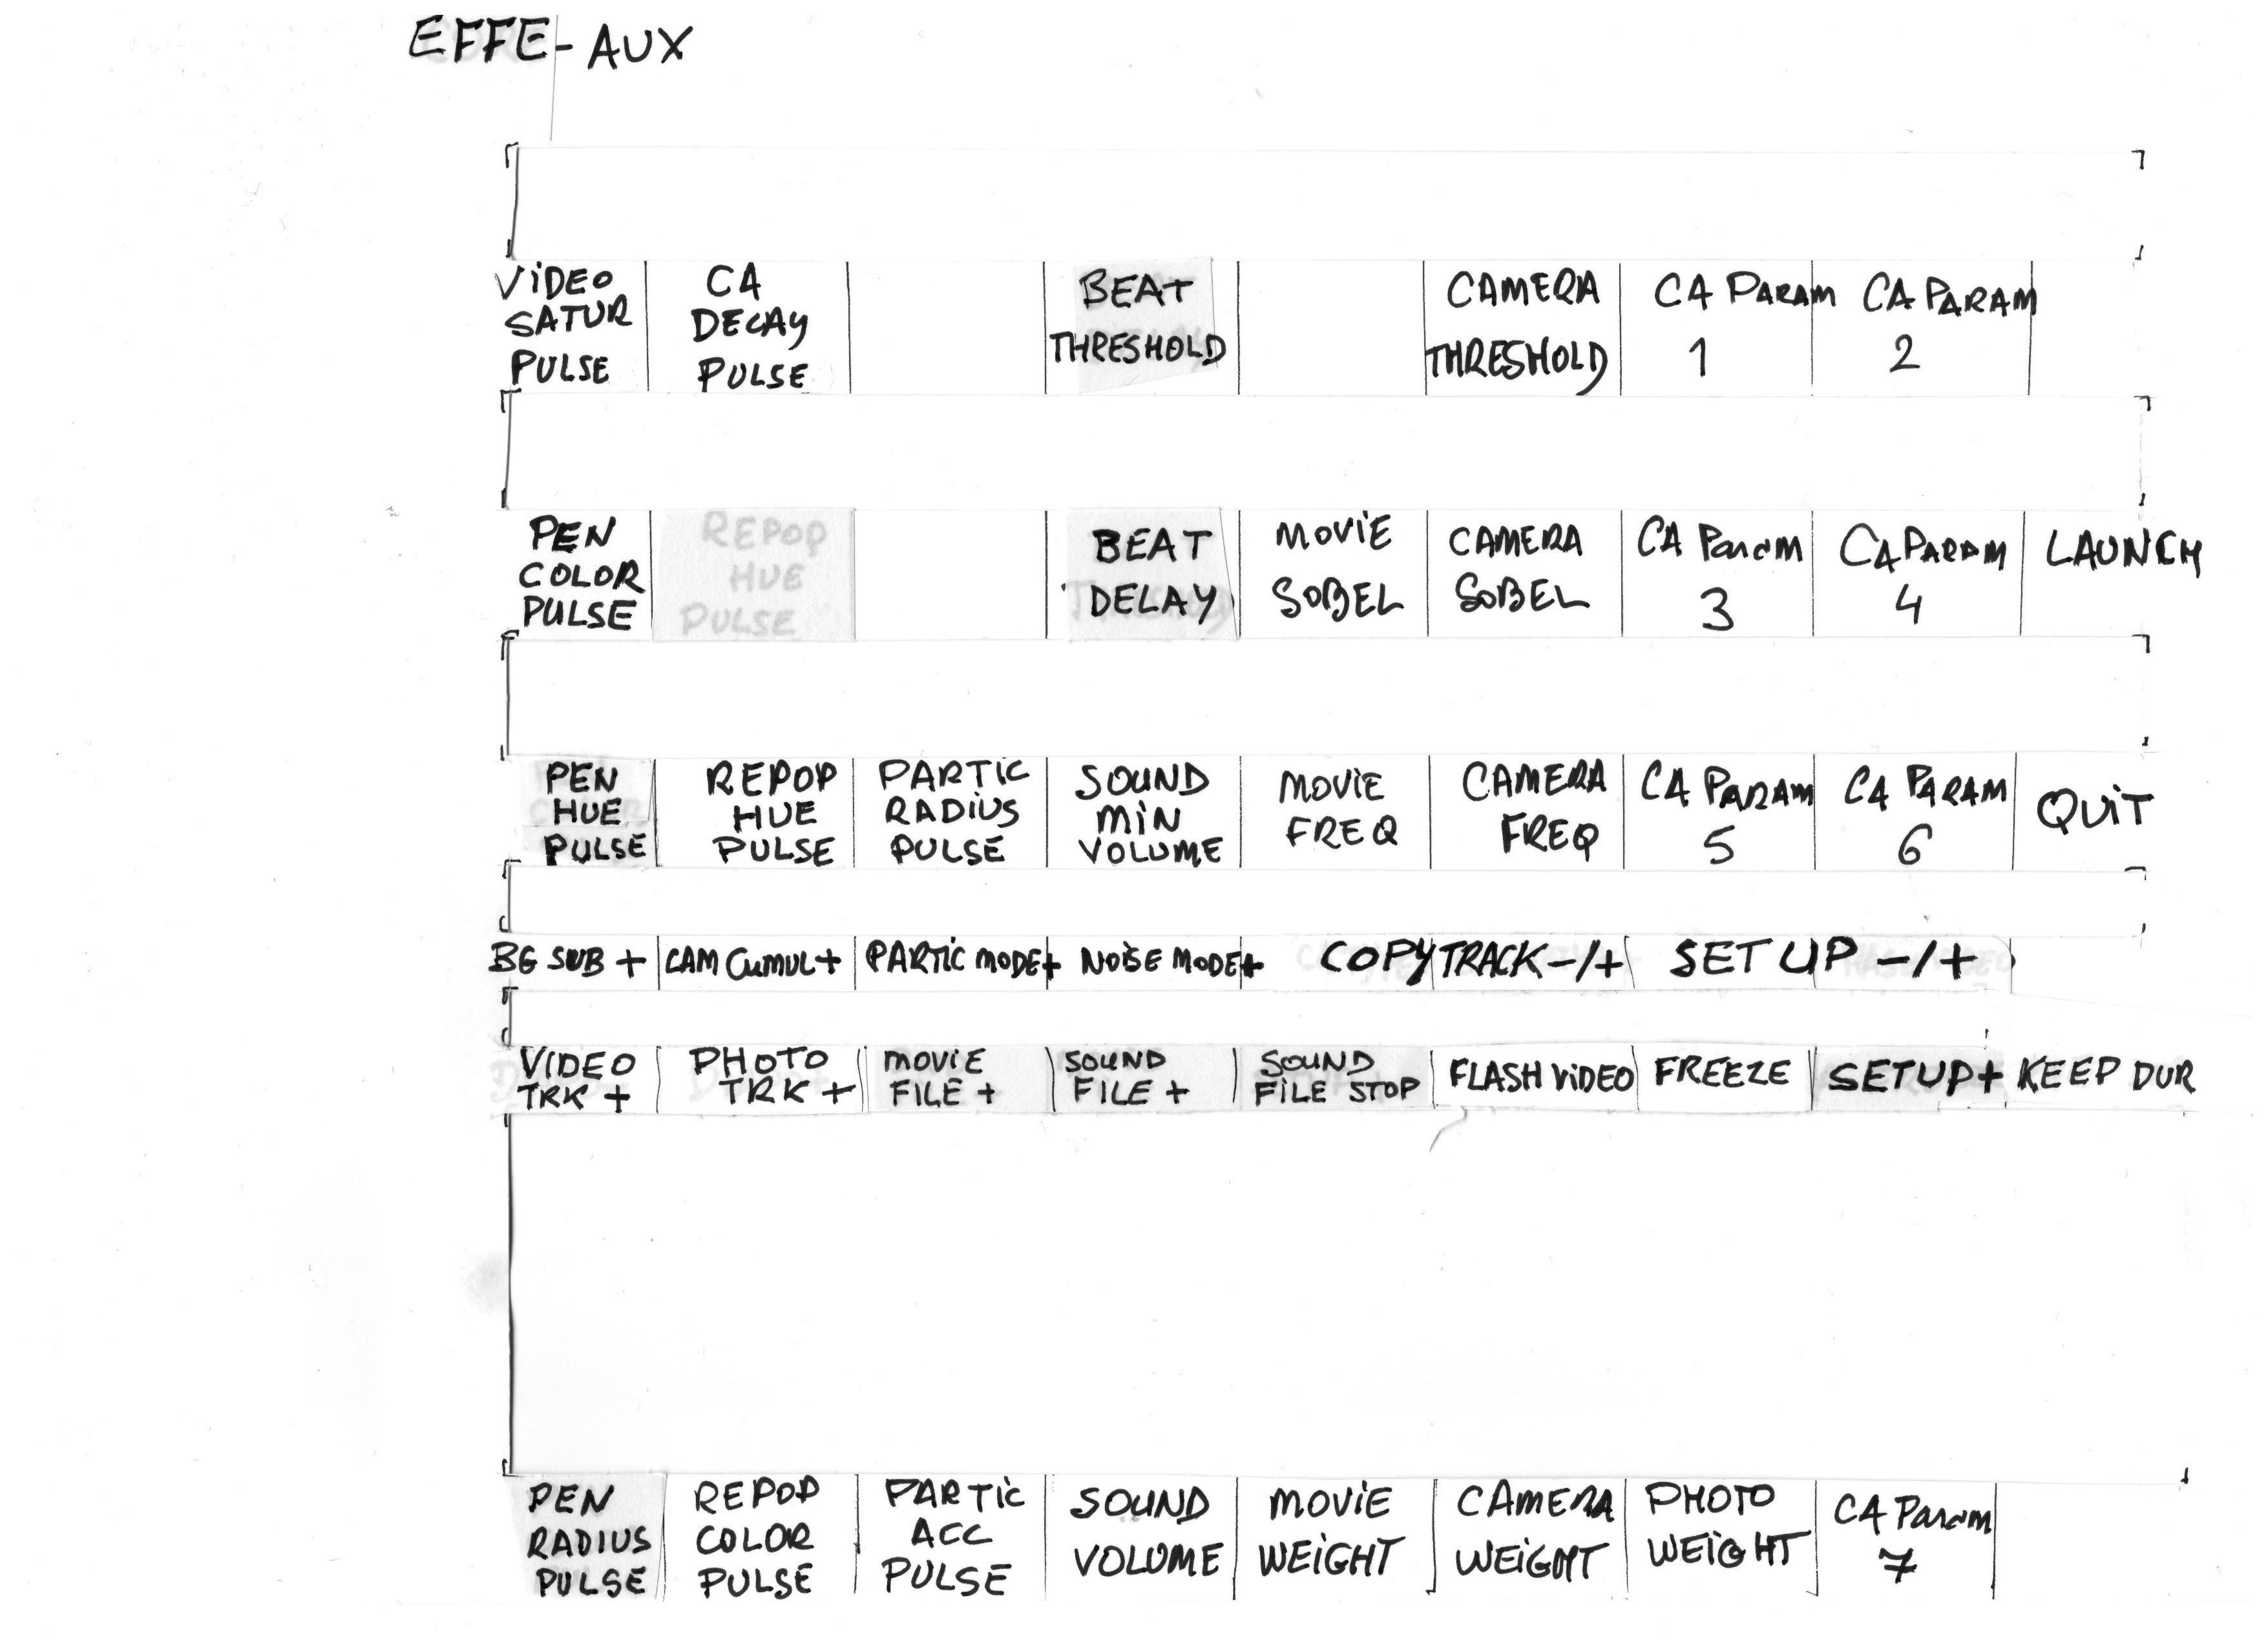 EFFE-AUX
VIDEO SATUR PULSE
CA DECAY PULSE
BEAT THRESHOLD
CAMERA THRESHOLD
CA PARAM 1
CA PARAM 2
PEN COLOR PULSE
REPOP HUE PULSE
BEAT DELAY
MOVIE SOBEL
CAMERA SOBEL
CA Param 3
CA PARAM 4
LAUNCH
PEN HUE PULSE
REPOP HUE PULSE
PARTIC RADIUS PULSE
SOUND MIN VOLUME
MOVIE FREQ
CAMERA FREQ
CA PARAM 5
CA PARAM 6
QUIT
BG SUB +
CAM CUMUL +
PARTIC MODE+
NOISE MODE+
COPY TRACK -/+
SETUP -/+
VIDEO TRK +
PHOTO TRK +
MOVIE FILE +
SOUND FILE +
SOUND FILE STOP
FLASH VIDEO
FREEZE
SETUP+
KEEP DUR
PEN RADIUS PULSE
REPOP COLOR PULSE
PARTIC ACC PULSE
SOUND VOLUME
MOVIE WEIGHT
CAMERA WEIGHT
PHOTO WEIGHT
CA Param 7